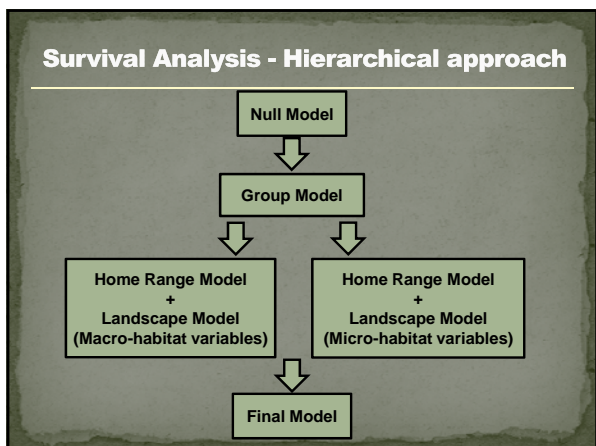 Survival Analysis - Hierarchical approach
Null Model
Group Model
Home Range Model
+
Landscape Model
(Macro-habitat variables)
Home Range Model
+
Landscape Model
(Micro-habitat variables)
Final Model